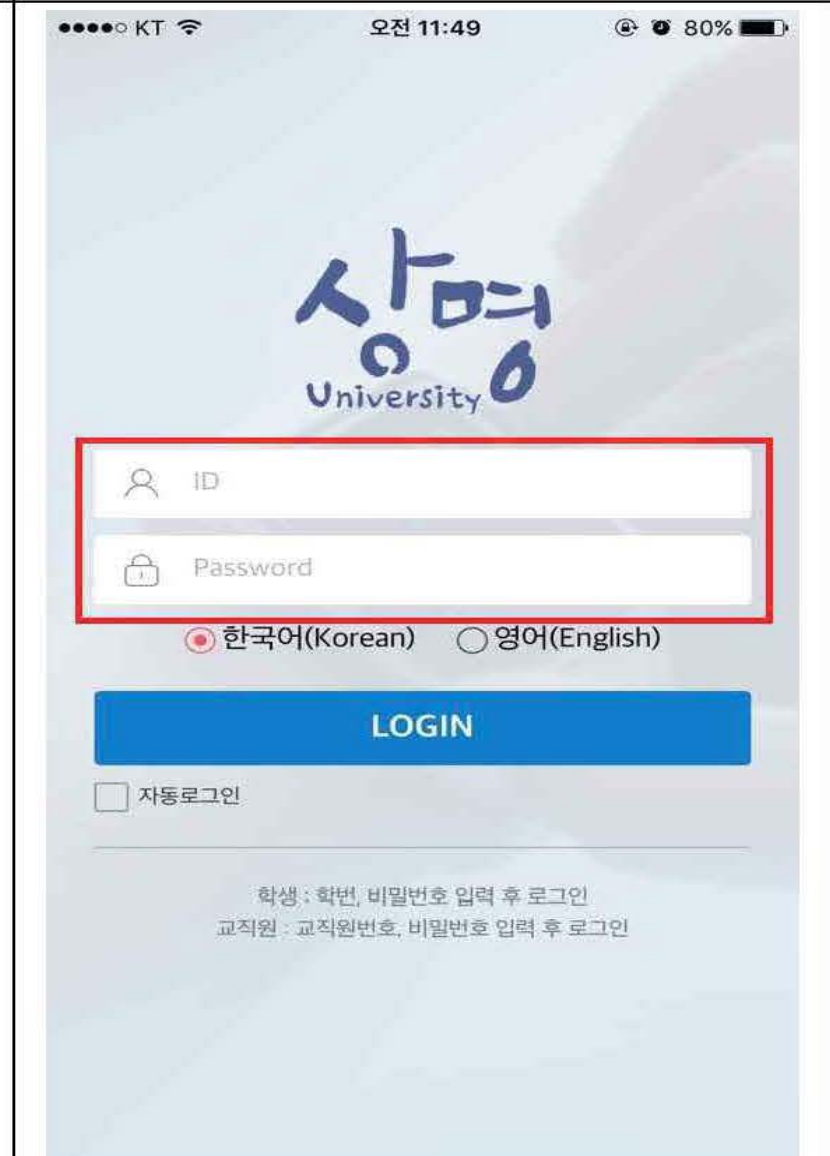 KT 오전 11:49 80%
상명
University
ID
Password
한국어(Korean) 영어(English)
LOGIN
자동로그인
학생 : 학번, 비밀번호 입력 후 로그인
교직원 : 교직원번호, 비밀번호 입력 후 로그인